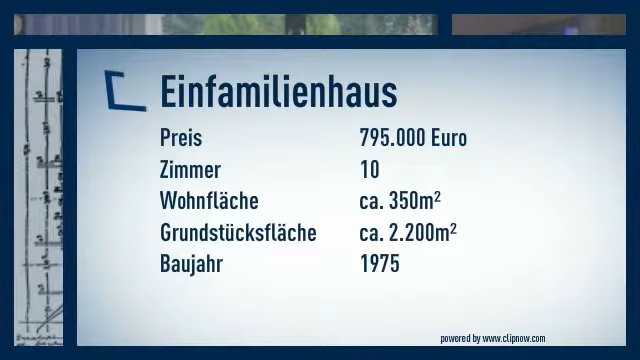 Einfamilienhaus
Preis 795.000 Euro
Zimmer 10
Wohnfläche ca. 350m²
Grundstücksfläche ca. 2.200m²
Baujahr 1975
powered by www.clipnow.com